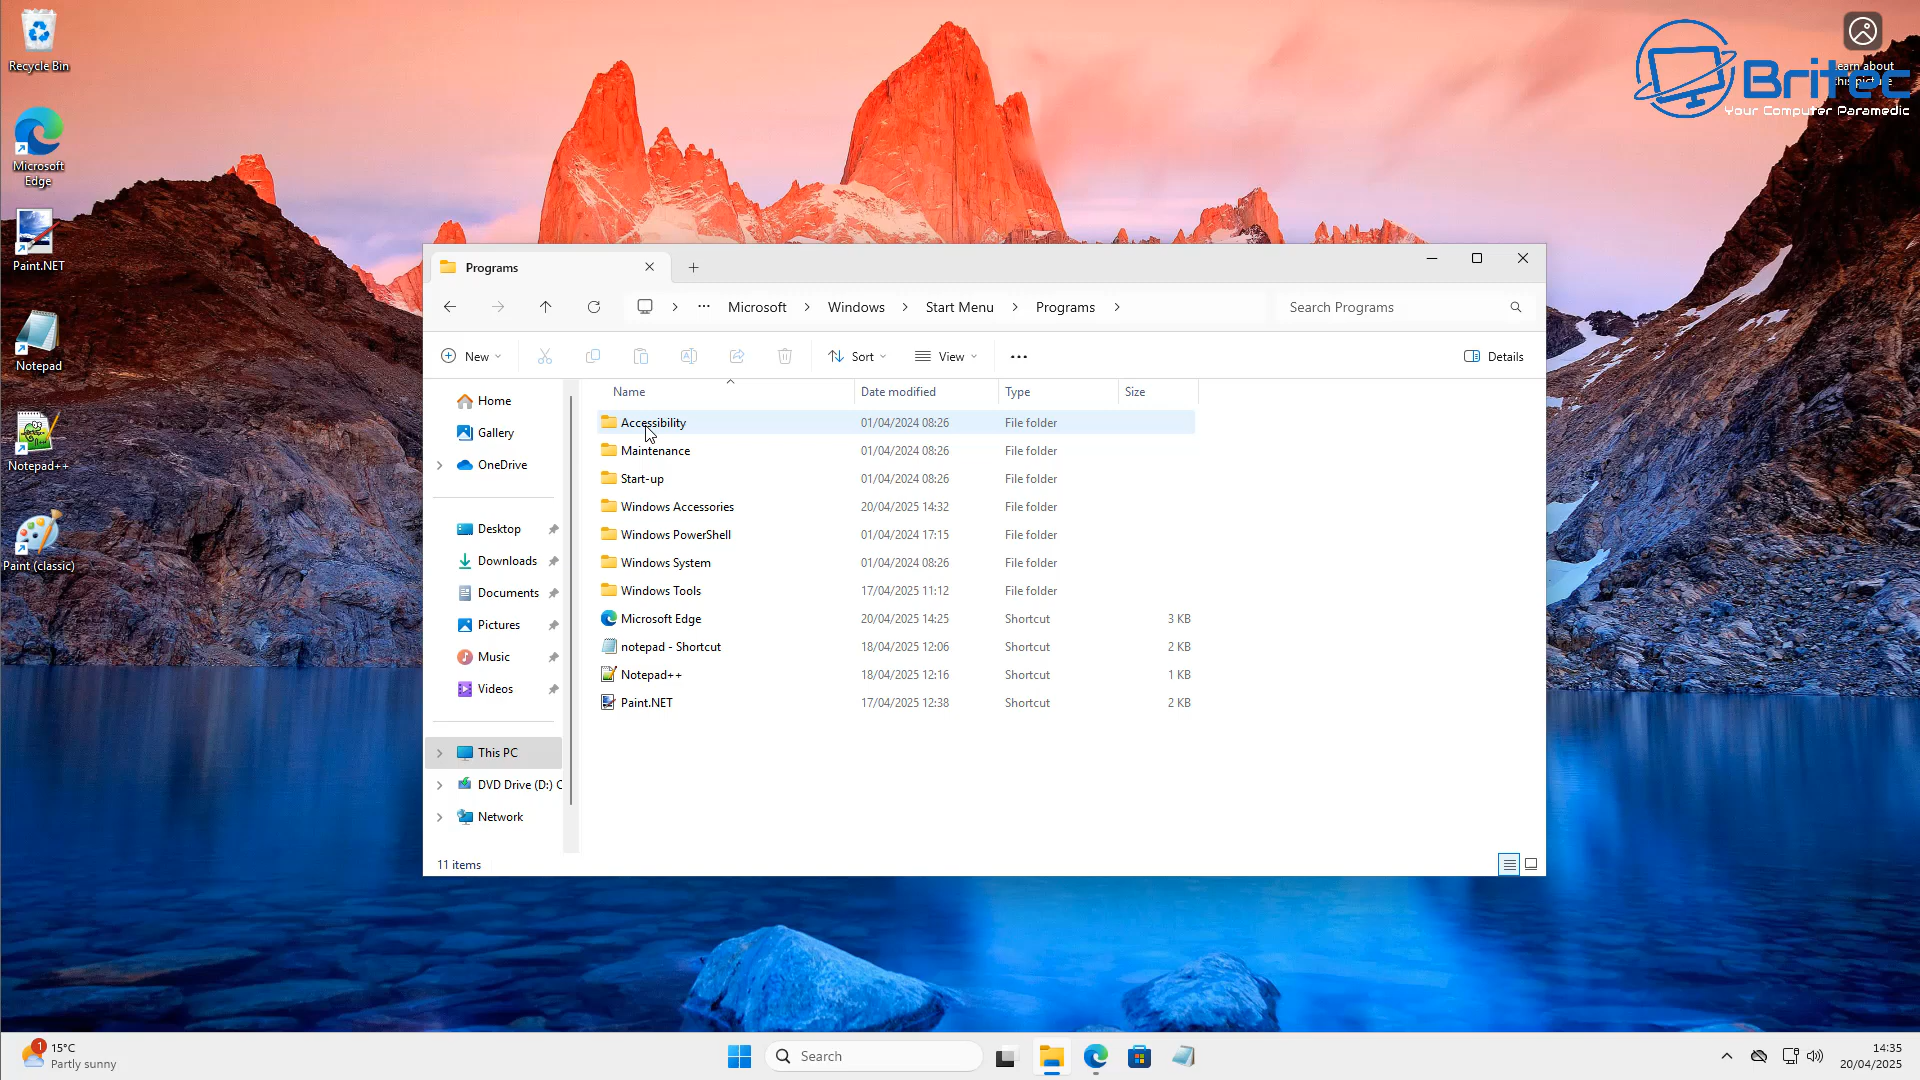 Recycle Bin
Microsoft
Edge
Paint.NET
Notepad
Notepad++
Paint (classic)
Britec
Your Computer Paramedic
Programs
Microsoft
Windows
Start Menu
Programs
Search Programs
New
Sort
View
Details
Home
Gallery
OneDrive
Desktop
Downloads
Documents
Pictures
Music
Videos
This PC
DVD Drive (D:) C
Network
Name Date modified Type Size
Accessibility 01/04/2024 08:26 File folder
Maintenance 01/04/2024 08:26 File folder
Start-up 01/04/2024 08:26 File folder
Windows Accessories 20/04/2025 14:32 File folder
Windows PowerShell 01/04/2024 17:15 File folder
Windows System 01/04/2024 08:26 File folder
Windows Tools 17/04/2025 11:12 File folder
Microsoft Edge 20/04/2025 14:25 Shortcut 3 KB
notepad - Shortcut 18/04/2025 12:06 Shortcut 2 KB
Notepad++ 18/04/2025 12:16 Shortcut 1 KB
Paint.NET 17/04/2025 12:38 Shortcut 2 KB
11 items
1
15°C
Partly sunny
Search
14:35
20/04/2025